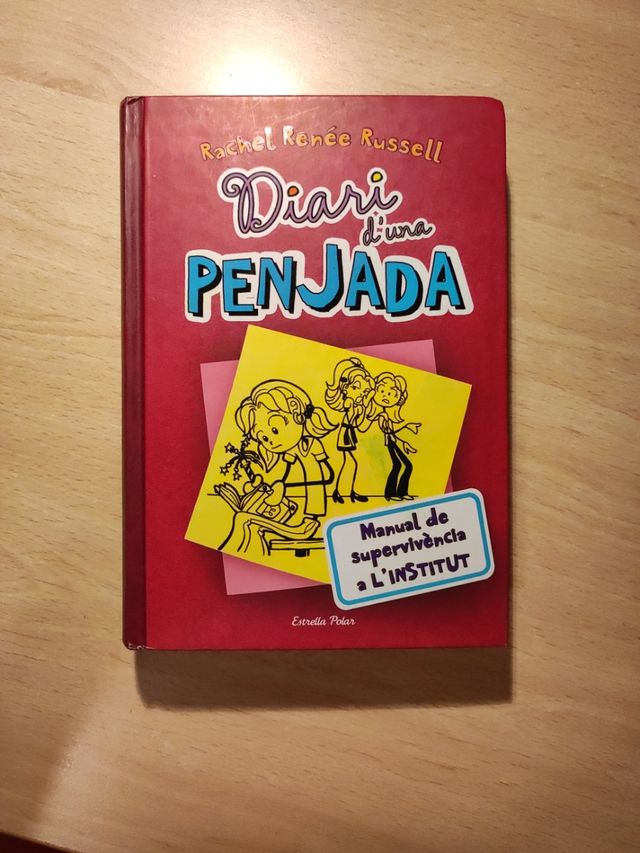 Rachel Renée Russell
Diari
d'una
PENJADA
Manual de
supervivència
a L'INSTITUT
Estrella Polar